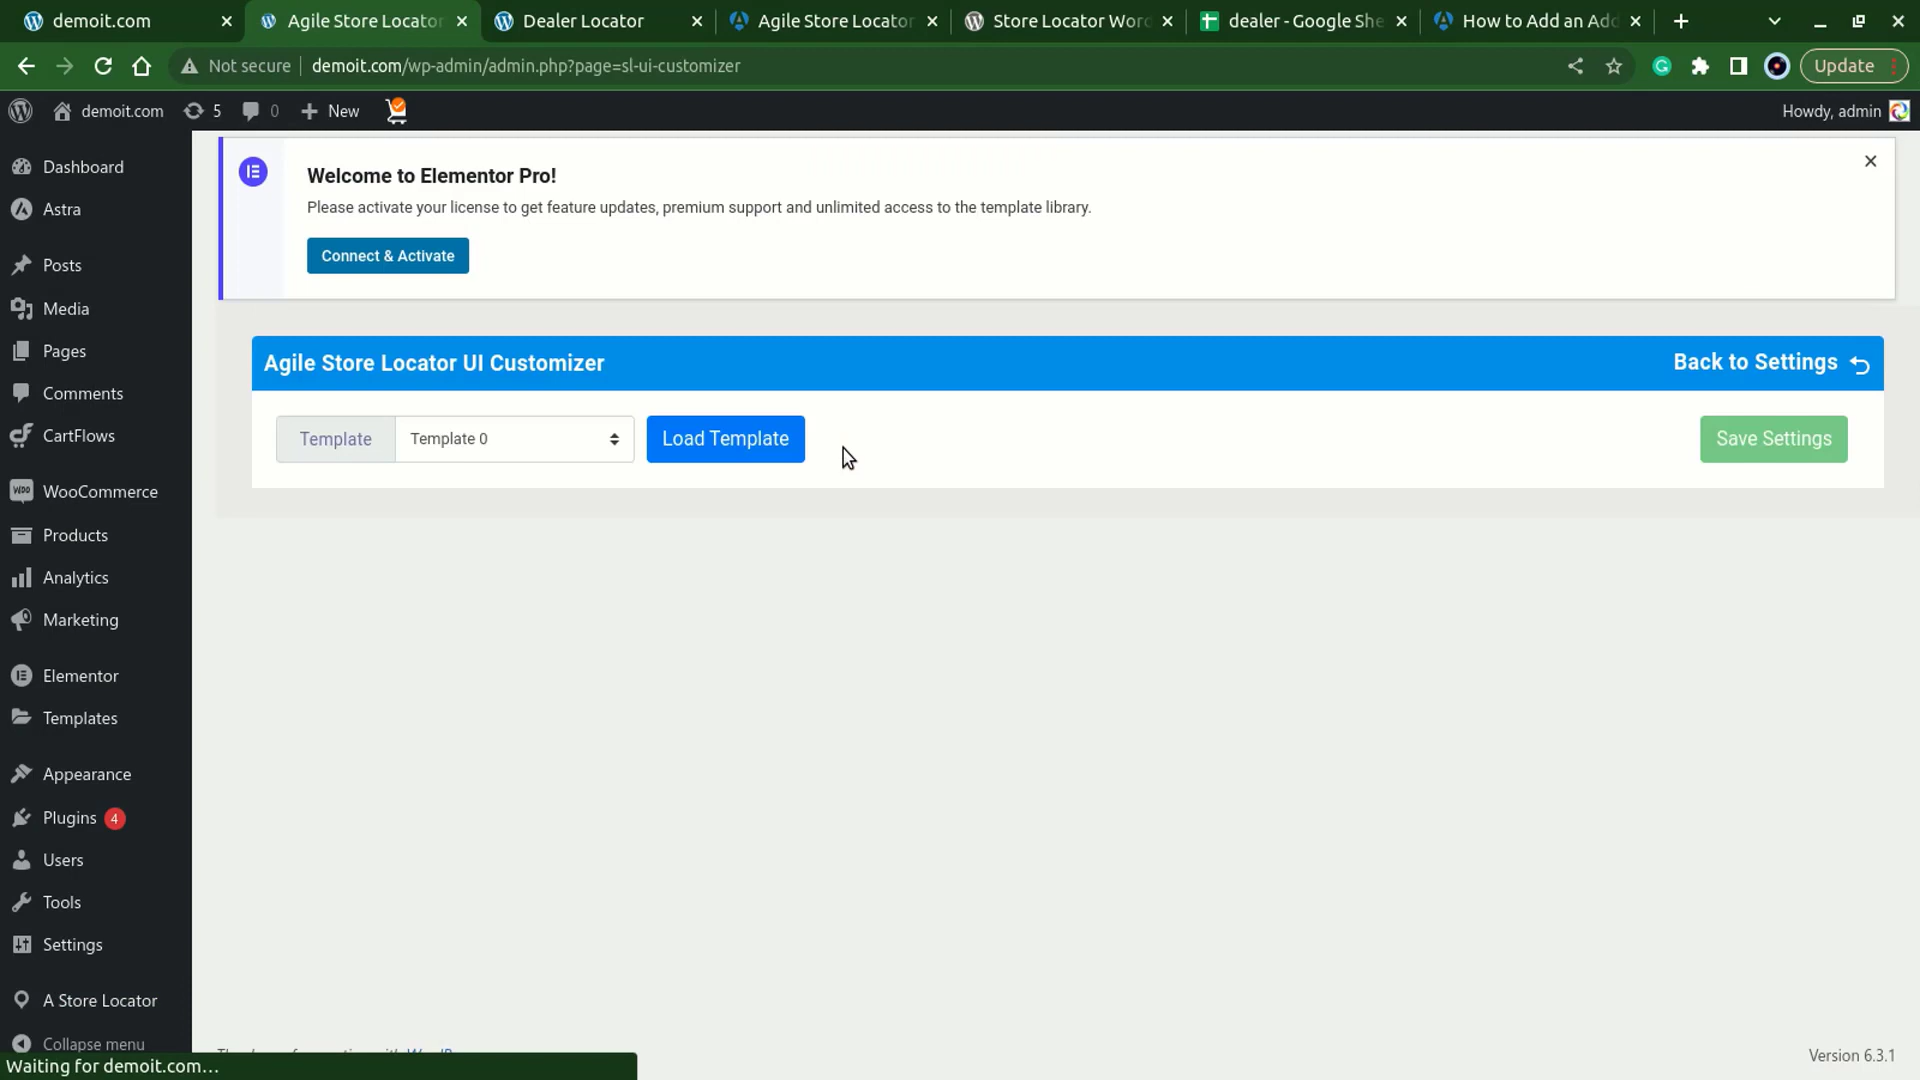 demoit.com
Agile Store Locator
Dealer Locator
Agile Store Locator
Store Locator Word
dealer - Google She
How to Add an Add
Not secure
demoit.com/wp-admin/admin.php?page=sl-ui-customizer
Update
demoit.com
5
0
New
Howdy, admin
Dashboard
Astra
Posts
Media
Pages
Comments
CartFlows
WooCommerce
Products
Analytics
Marketing
Elementor
Templates
Appearance
Plugins 4
Users
Tools
Settings
A Store Locator
Collapse menu
Welcome to Elementor Pro!
Please activate your license to get feature updates, premium support and unlimited access to the template library.
Connect & Activate
Agile Store Locator UI Customizer
Back to Settings
Template
Template 0
Load Template
Save Settings
Version 6.3.1
Waiting for demoit.com...